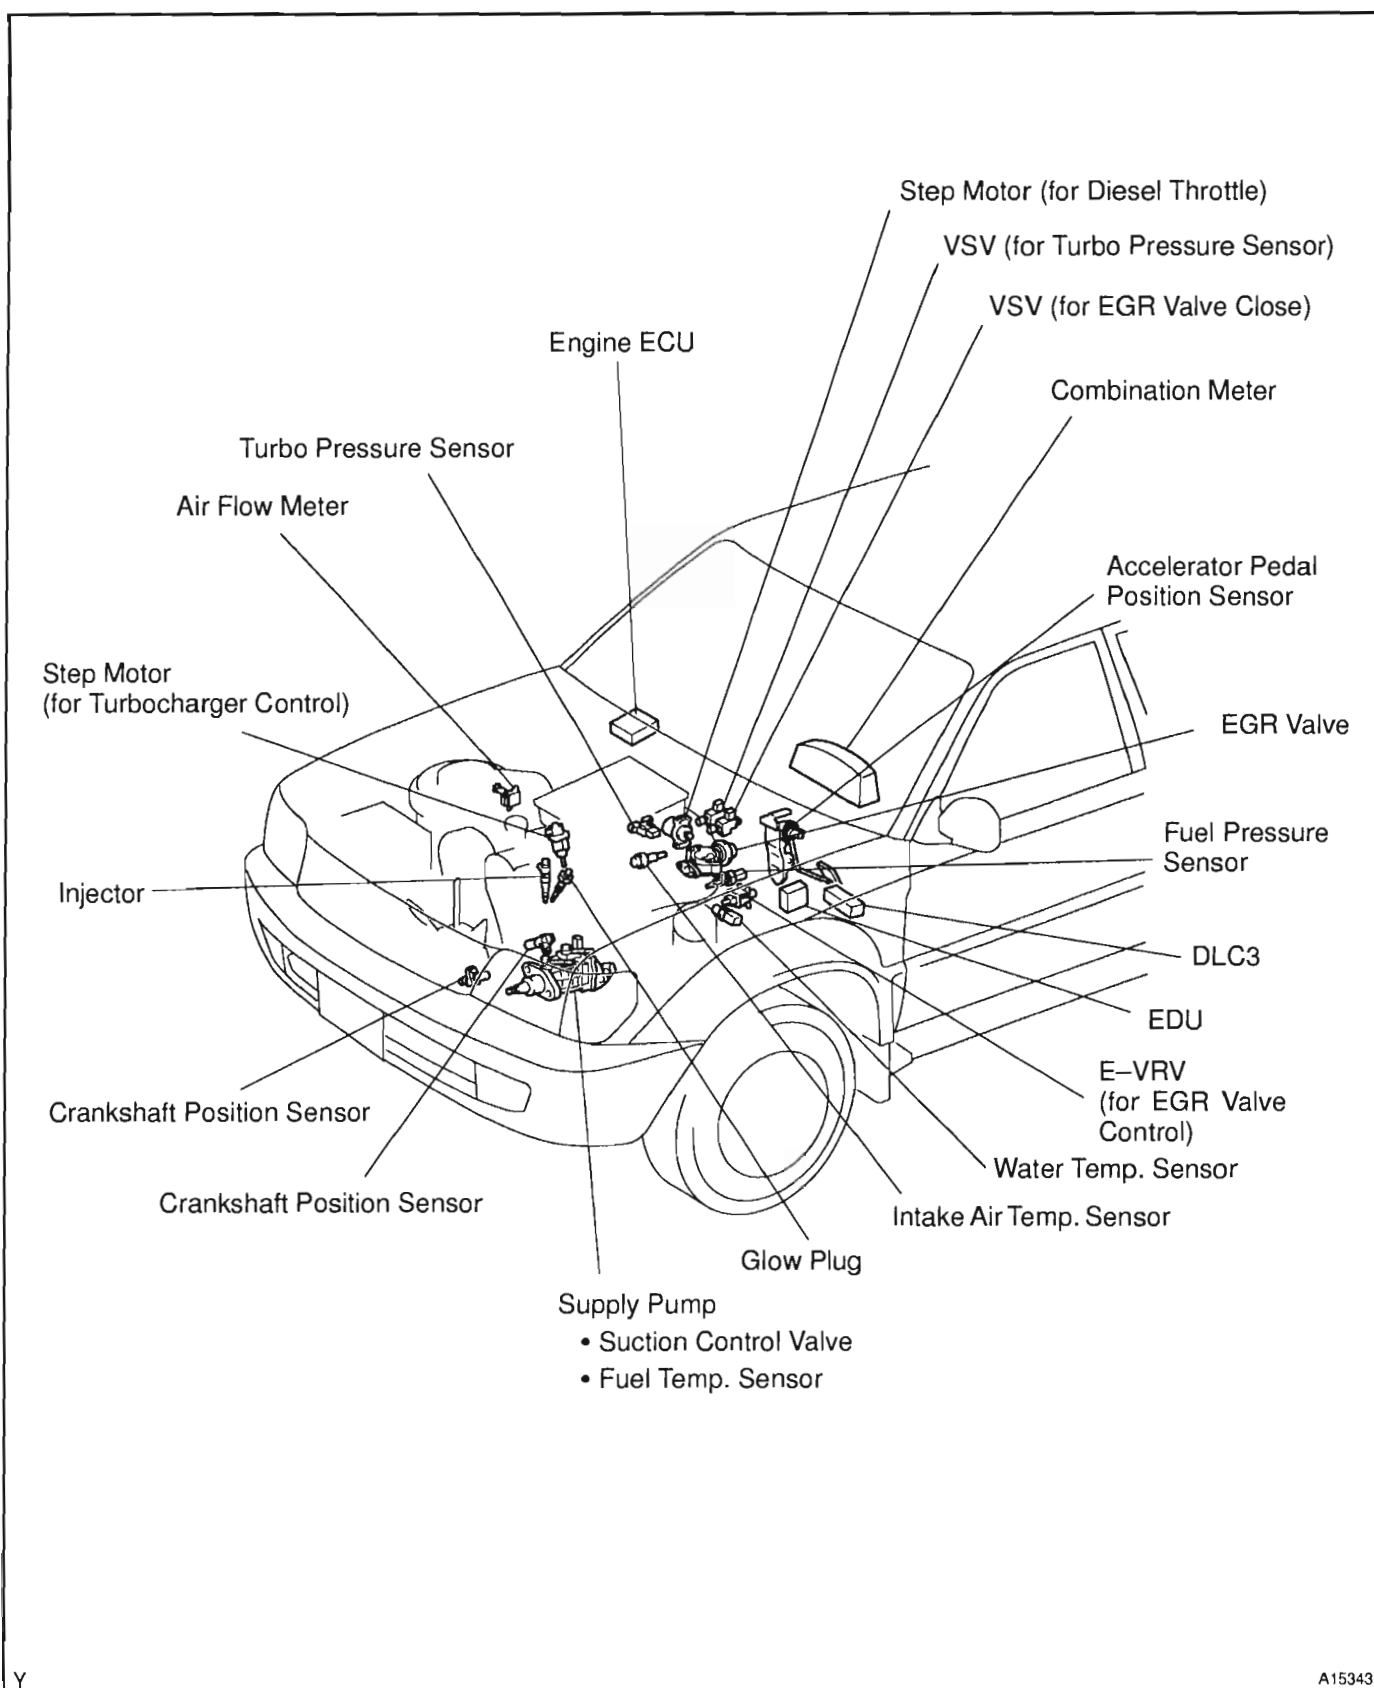 Step Motor (for Diesel Throttle)
VSV (for Turbo Pressure Sensor)
VSV (for EGR Valve Close)
Engine ECU
Combination Meter
Turbo Pressure Sensor
Air Flow Meter
Accelerator Pedal
Position Sensor
Step Motor
(for Turbocharger Control)
EGR Valve
Fuel Pressure
Sensor
Injector
DLC3
EDU
E–VRV
(for EGR Valve
Control)
Crankshaft Position Sensor
Water Temp. Sensor
Crankshaft Position Sensor
Intake Air Temp. Sensor
Glow Plug
Supply Pump
• Suction Control Valve
• Fuel Temp. Sensor
Y
A15343